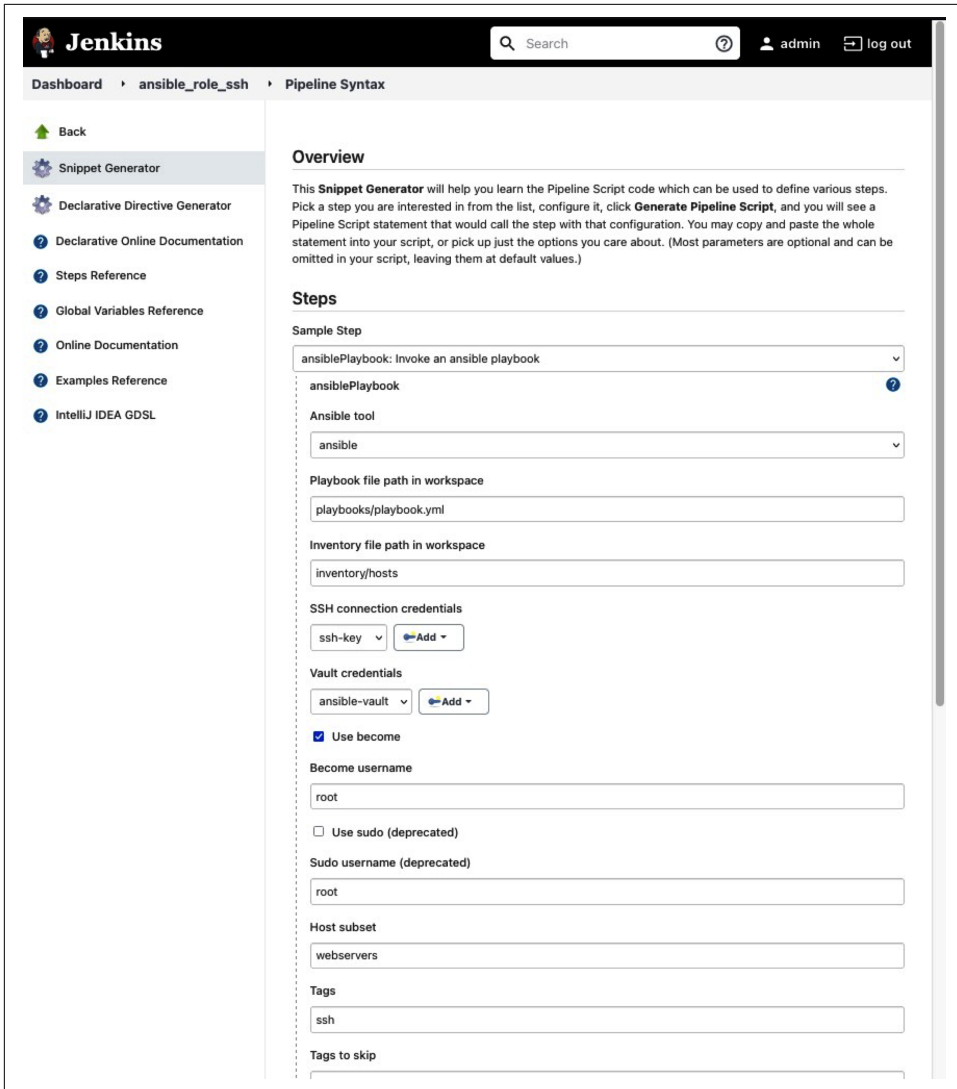 Jenkins
Search
admin
log out
Dashboard
ansible_role_ssh
Pipeline Syntax
Back
Snippet Generator
Declarative Directive Generator
Declarative Online Documentation
Steps Reference
Global Variables Reference
Online Documentation
Examples Reference
IntelliJ IDEA GDSL
Overview
This Snippet Generator will help you learn the Pipeline Script code which can be used to define various steps.
Pick a step you are interested in from the list, configure it, click Generate Pipeline Script, and you will see a
Pipeline Script statement that would call the step with that configuration. You may copy and paste the whole
statement into your script, or pick up just the options you care about. (Most parameters are optional and can be
omitted in your script, leaving them at default values.)
Steps
Sample Step
ansiblePlaybook: Invoke an ansible playbook
ansiblePlaybook
Ansible tool
ansible
Playbook file path in workspace
playbooks/playbook.yml
Inventory file path in workspace
inventory/hosts
SSH connection credentials
ssh-key
Add
Vault credentials
ansible-vault
Add
Use become
Become username
root
Use sudo (deprecated)
Sudo username (deprecated)
root
Host subset
webservers
Tags
ssh
Tags to skip